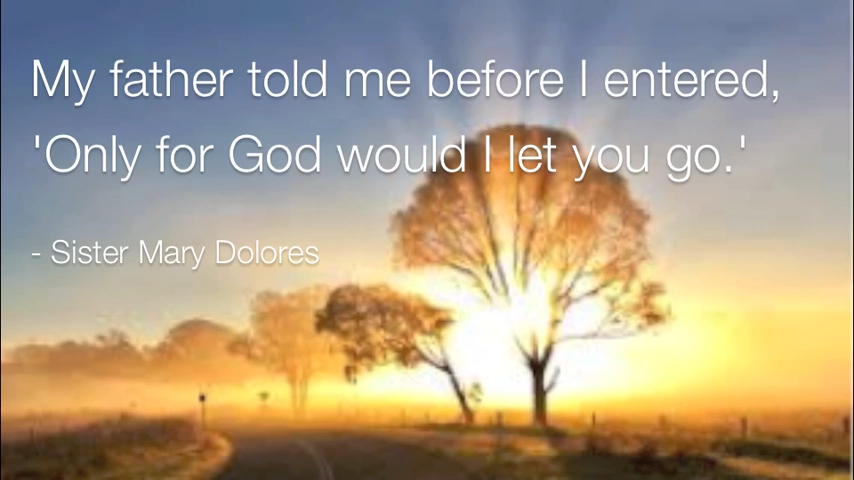 My father told me before I entered,
'Only for God would I let you go.'
- Sister Mary Dolores